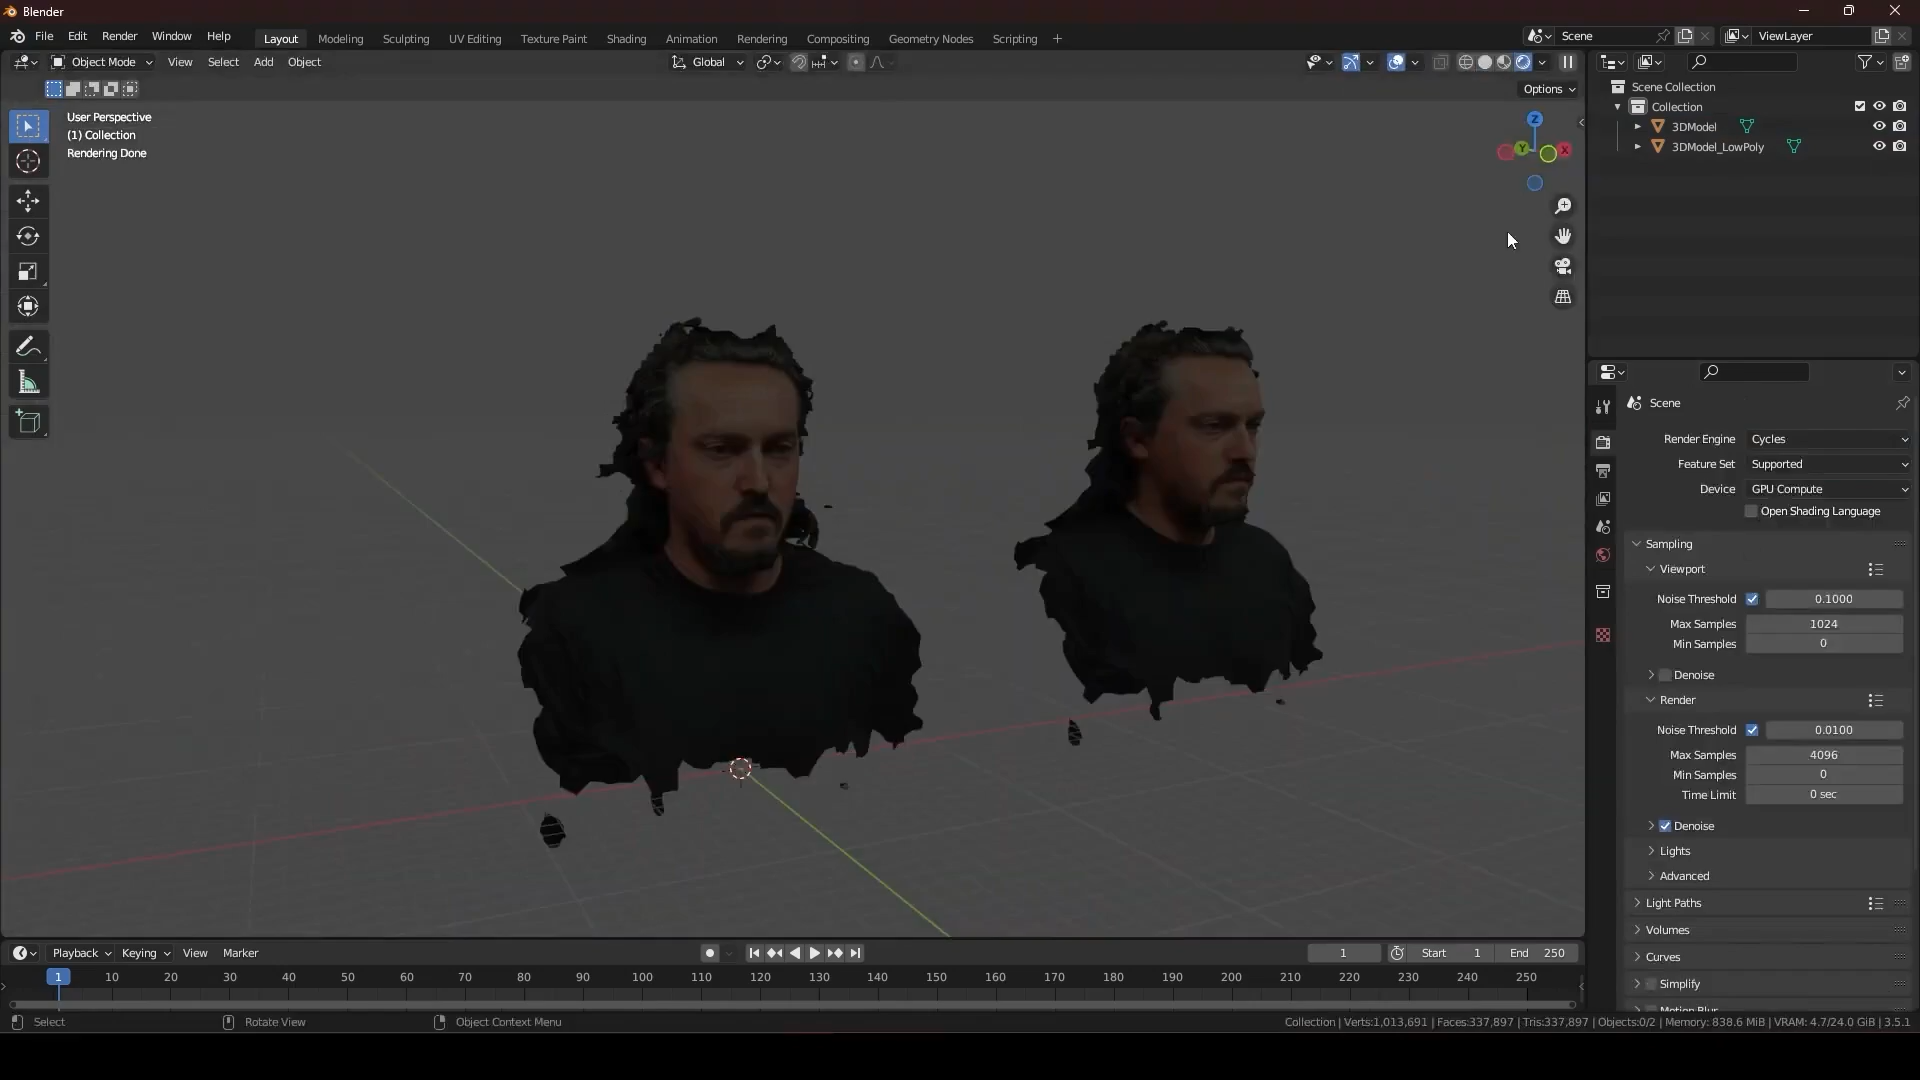 Blender
File Edit Render Window Help Layout Modeling Sculpting UV Editing Texture Paint Shading Animation Rendering Compositing Geometry Nodes Scripting + Scene ViewLayer
Object Mode View Select Add Object Global
Options
User Perspective
(1) Collection
Rendering Done
Z
Y
X
Scene Collection
Collection
3DModel
3DModel_LowPoly
Scene
Render Engine Cycles
Feature Set Supported
Device GPU Compute
Open Shading Language
Sampling
Viewport
Noise Threshold 0.1000
Max Samples 1024
Min Samples 0
Denoise
Render
Noise Threshold 0.0100
Max Samples 4096
Min Samples 0
Time Limit 0 sec
Denoise
Lights
Advanced
Light Paths
Volumes
Curves
Simplify
Motion Blur
Playback Keying View Marker 1 Start 1 End 250
1 10 20 30 40 50 60 70 80 90 100 110 120 130 140 150 160 170 180 190 200 210 220 230 240 250
Select Rotate View Object Context Menu Collection | Verts:1,013,691 | Faces:337,897 | Tris:337,897 | Objects:0/2 | Memory: 838.6 MiB | VRAM: 4.7/24.0 GiB | 3.5.1